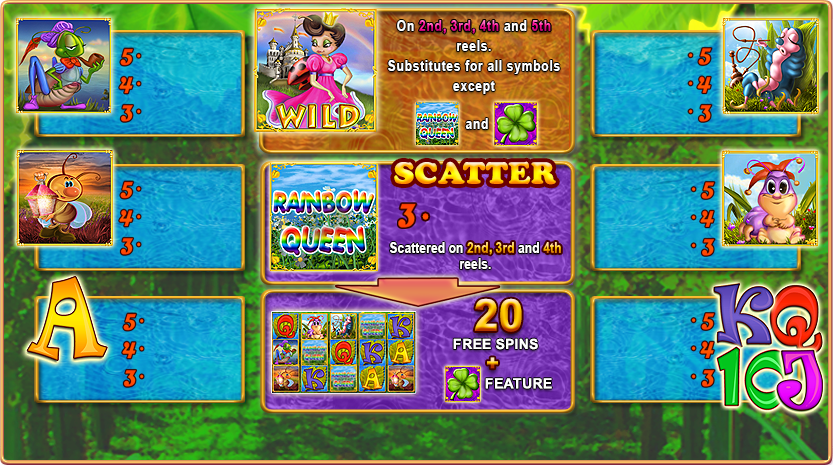 5·
4·
3·
WILD
On 2nd, 3rd, 4th and 5th
reels.
Substitutes for all symbols
except
RAINBOW
QUEEN
and
·5
·4
·3
5·
4·
3·
RAINBOW
QUEEN
SCATTER
3·
Scattered on 2nd, 3rd and 4th
reels.
·5
·4
·3
A
5·
4·
3·
Q
K
K
Q
Q
K
A
A
20
FREE SPINS
+
FEATURE
·5
·4
·3
KQ
10J